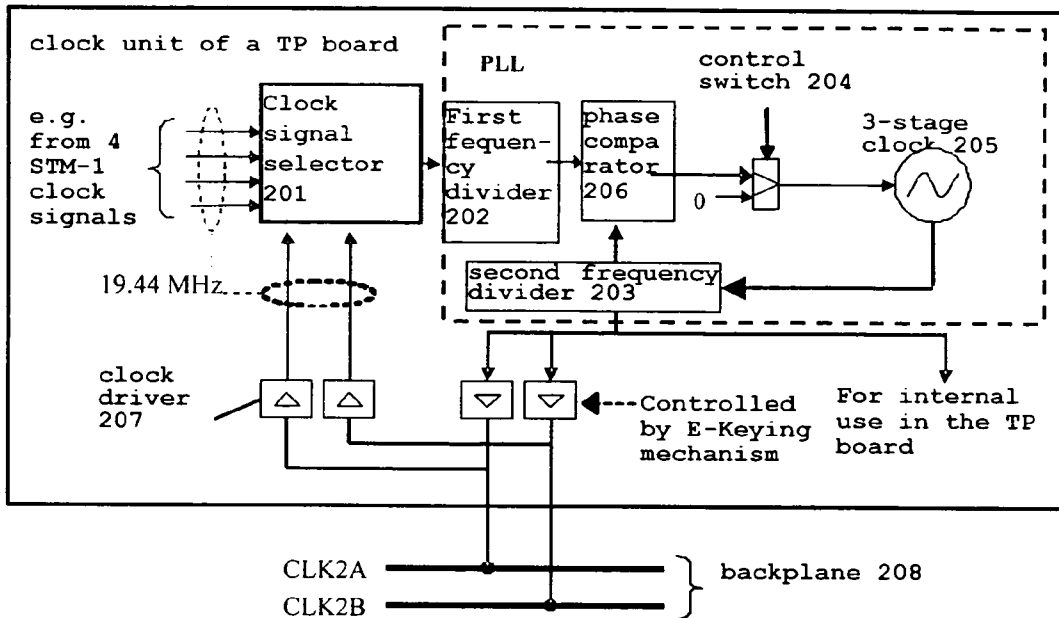 clock unit of a TP board
PLL
control
switch 204
e.g.
from 4
STM-1
clock
signals
Clock
signal
selector
201
First
fequen-
cy
divider
202
phase
compa
rator
206
0
3-stage
clock 205
19.44 MHz
second frequency
divider 203
clock
driver
207
Controlled
by E-Keying
mechanism
For internal
use in the TP
board
CLK2A
CLK2B
backplane 208